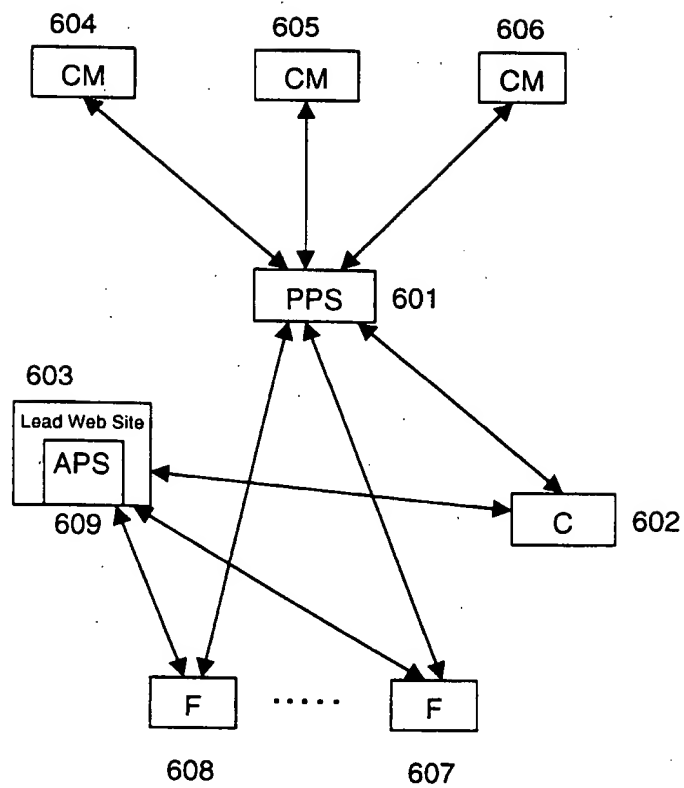 604
605
606
CM
CM
CM
PPS
601
603
Lead Web Site
APS
609
C
602
F
.....
F
608
607